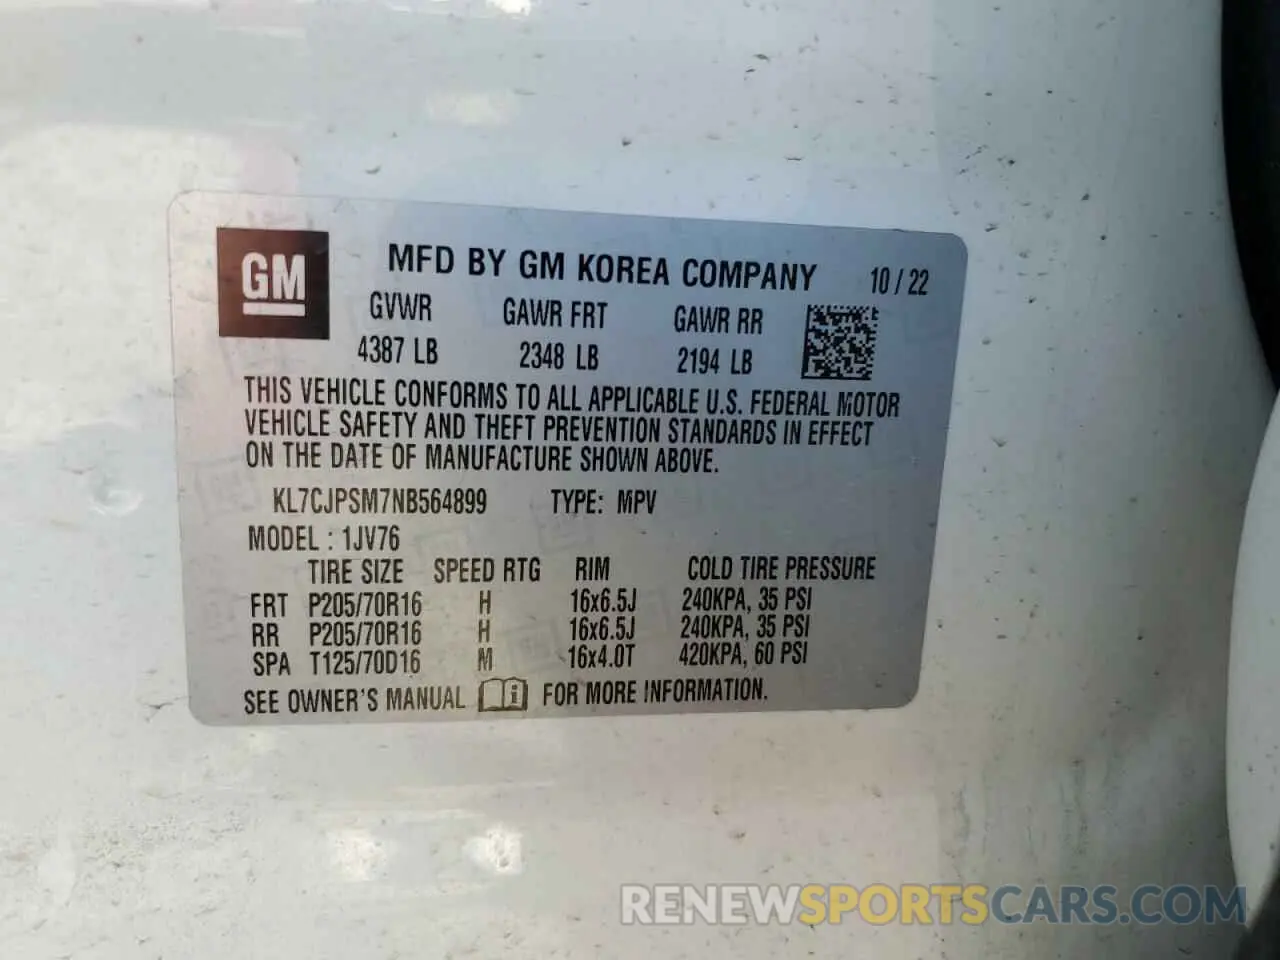 GM
MFD BY GM KOREA COMPANY 10 / 22
GVWR GAWR FRT GAWR RR
4387 LB 2348 LB 2194 LB
THIS VEHICLE CONFORMS TO ALL APPLICABLE U.S. FEDERAL MOTOR
VEHICLE SAFETY AND THEFT PREVENTION STANDARDS IN EFFECT
ON THE DATE OF MANUFACTURE SHOWN ABOVE.
KL7CJPSM7NB564899 TYPE: MPV
MODEL : 1JV76
TIRE SIZE SPEED RTG RIM COLD TIRE PRESSURE
FRT P205/70R16 H 16x6.5J 240KPA, 35 PSI
RR P205/70R16 H 16x6.5J 240KPA, 35 PSI
SPA T125/70D16 M 16x4.0T 420KPA, 60 PSI
SEE OWNER'S MANUAL FOR MORE INFORMATION.
RENEWSPORTSCARS.COM